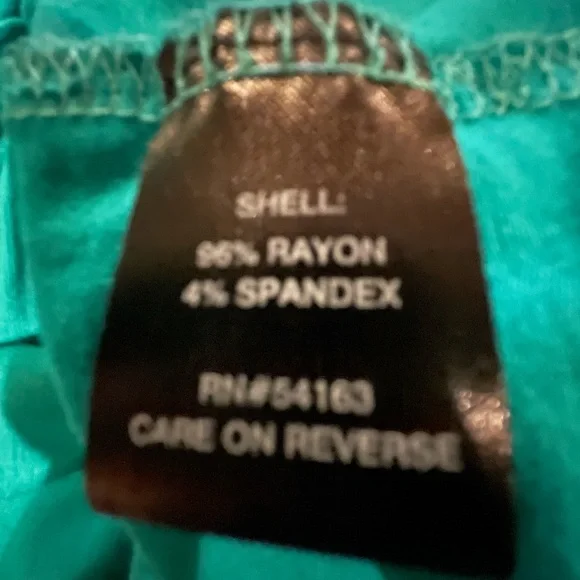 SHELL:
96% RAYON
4% SPANDEX
RN#54163
CARE ON REVERSE